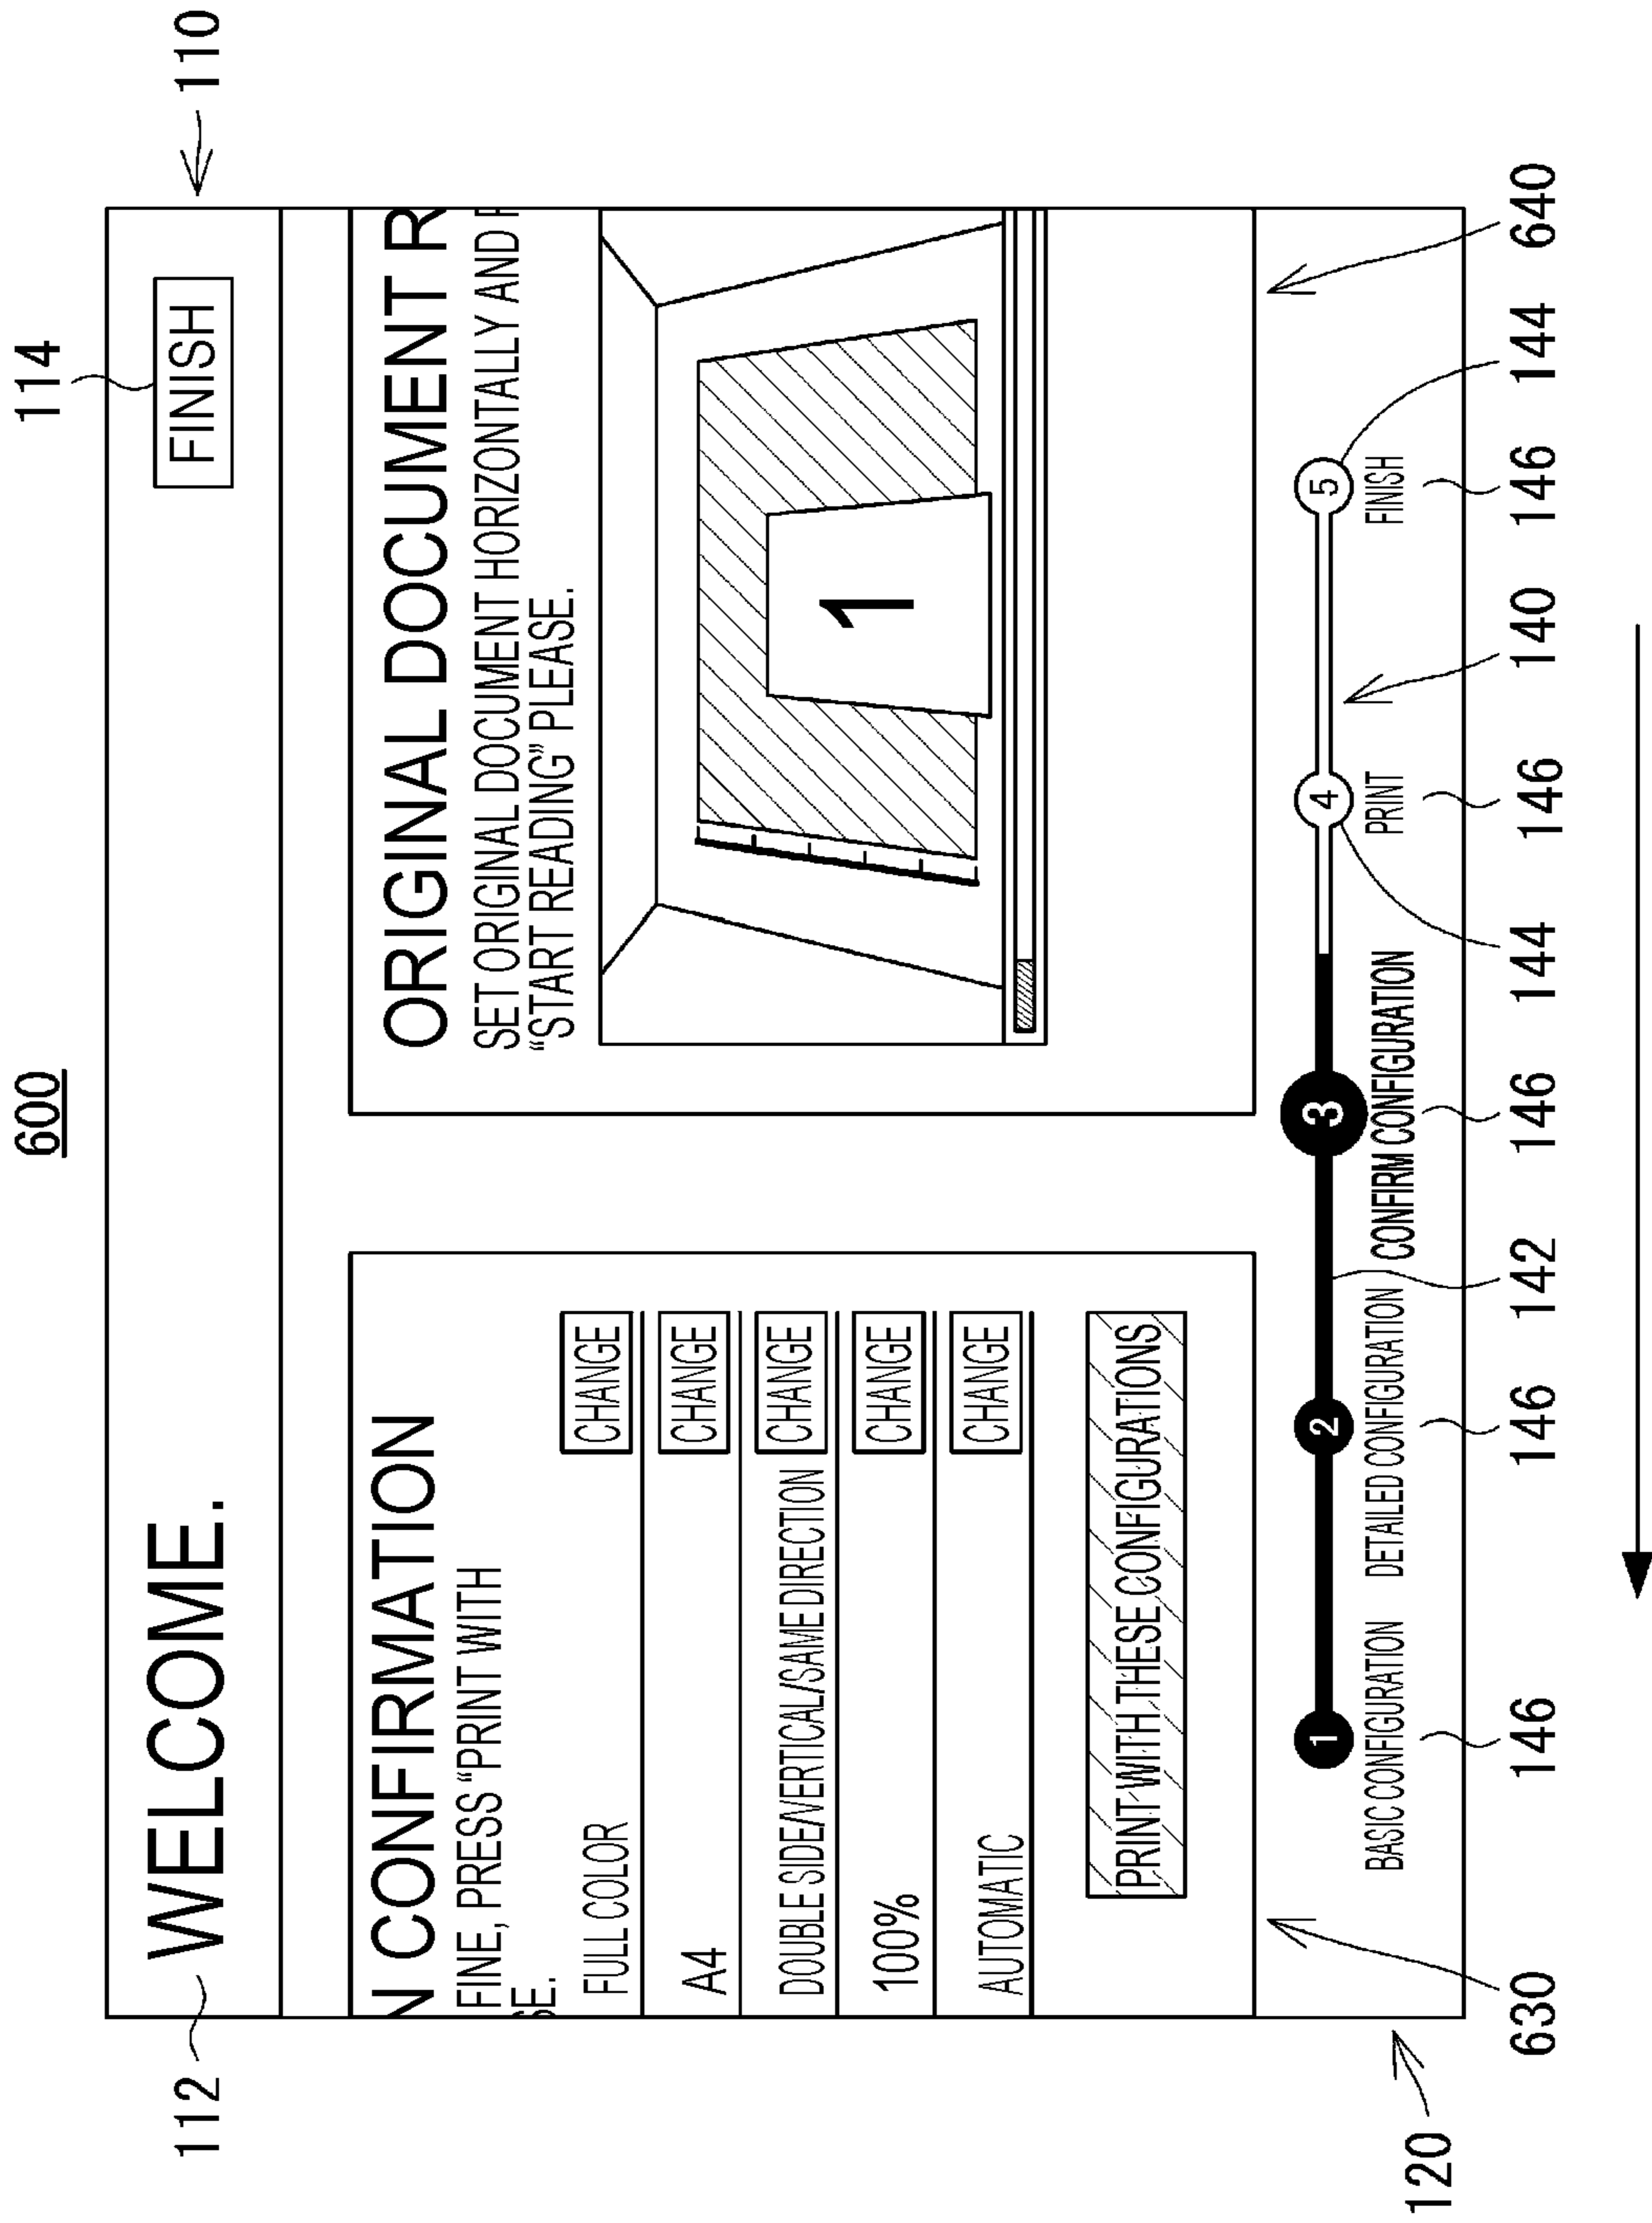 600
114
112
WELCOME.
FINISH
110
N CONFIRMATION
FINE, PRESS “PRINT WITH
SE.
FULL COLOR CHANGE
A4 CHANGE
DOUBLE SIDE/VERTICAL/SAME DIRECTION CHANGE
100% CHANGE
AUTOMATIC CHANGE
PRINT WITH THESE CONFIGURATIONS
ORIGINAL DOCUMENT R
SET ORIGINAL DOCUMENT HORIZONTALLY AND
“START READING” PLEASE.
1
1 2 3 4 5
BASIC CONFIGURATION DETAILED CONFIGURATION CONFIRM CONFIGURATION PRINT FINISH
120
630 146 146 142 146 144 146 140 146 144 640